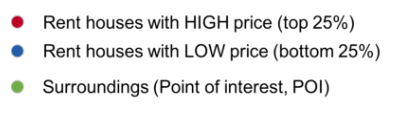 Rent houses with HIGH price (top 25%)
Rent houses with LOW price (bottom 25%)
Surroundings (Point of interest, POI)